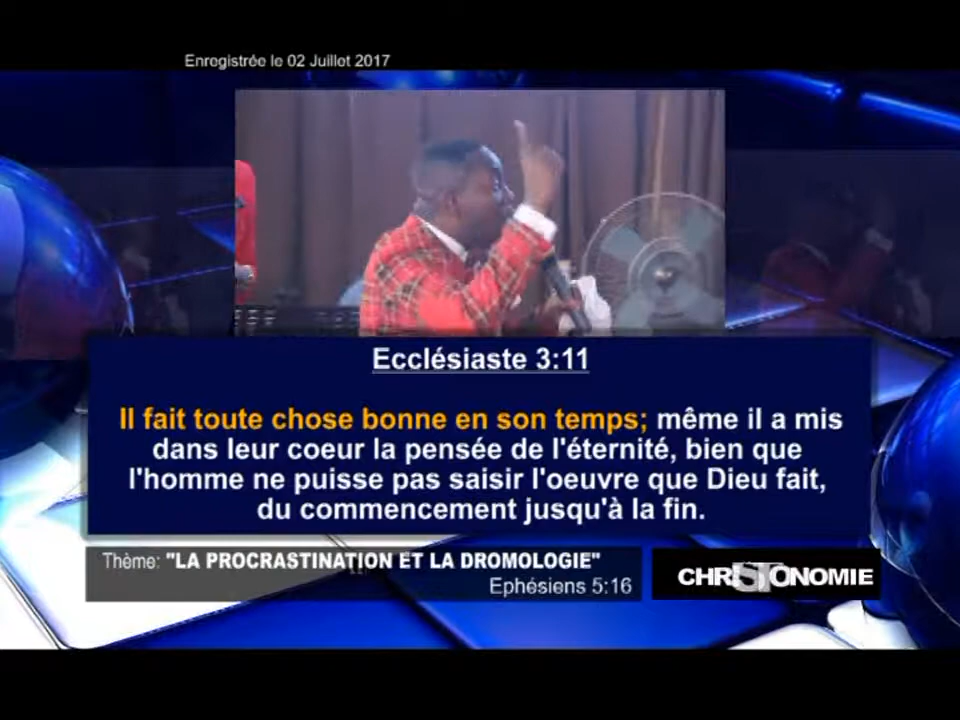 Enregistrée le 02 Juillet 2017
Ecclésiaste 3:11
Il fait toute chose bonne en son temps; même il a mis
dans leur coeur la pensée de l'éternité, bien que
l'homme ne puisse pas saisir l'oeuvre que Dieu fait,
du commencement jusqu'à la fin.
Thème: "LA PROCRASTINATION ET LA DROMOLOGIE"
Ephésiens 5:16
CHRISTONOMIE